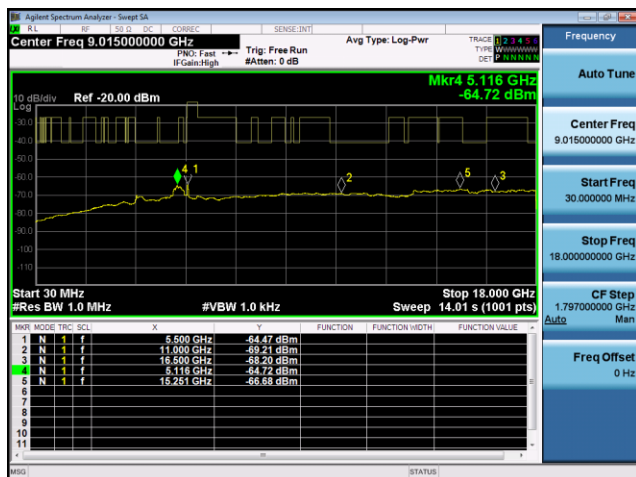 Agilent Spectrum Analyzer - Swept SA
RL RF 50 Ω DC CORREC SENSE:INT
Center Freq 9.015000000 GHz
PNO: Fast
IFGain:High
Trig: Free Run
#Atten: 0 dB
Avg Type: Log-Pwr
TRACE 1 2 3 4 5 6
TYPE WWWWWW
DET P N N N N N
Mkr4 5.116 GHz
-64.72 dBm
10 dB/div
Log
Ref -20.00 dBm
-30.0
-40.0
-50.0
-60.0
-70.0
-80.0
-90.0
-100
-110
4 1
2
5
3
Start 30 MHz
Stop 18.000 GHz
#Res BW 1.0 MHz
#VBW 1.0 kHz
Sweep 14.01 s (1001 pts)
MKR MODE TRC SCL X Y FUNCTION FUNCTION WIDTH FUNCTION VALUE
1 N 1 f 5.500 GHz -64.47 dBm
2 N 1 f 11.000 GHz -69.21 dBm
3 N 1 f 16.500 GHz -68.20 dBm
4 N 1 f 5.116 GHz -64.72 dBm
5 N 1 f 15.251 GHz -66.68 dBm
6
7
8
9
10
11
MSG
STATUS
Frequency
Auto Tune
Center Freq
9.015000000 GHz
Start Freq
30.000000 MHz
Stop Freq
18.000000000 GHz
CF Step
1.797000000 GHz
Auto Man
Freq Offset
0 Hz